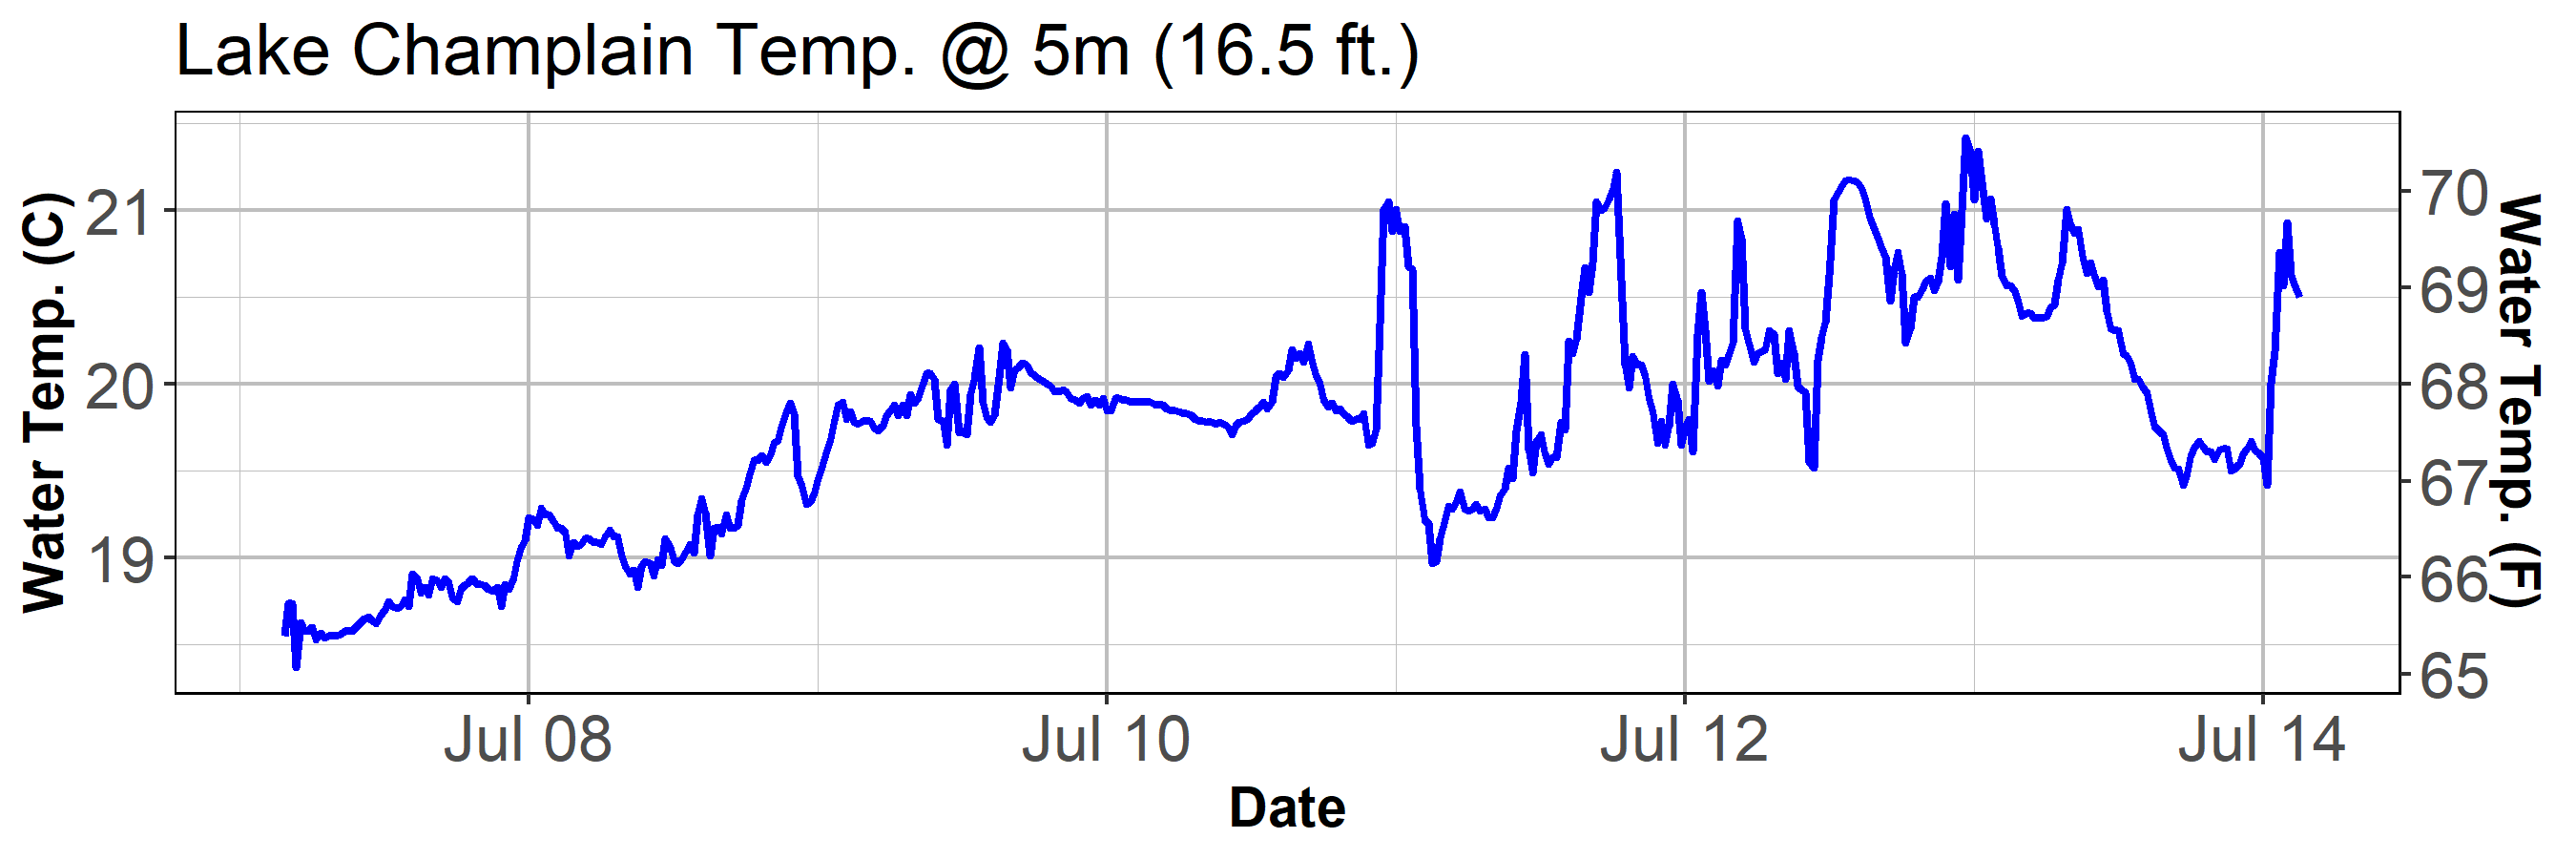 Lake Champlain Temp. @ 5m (16.5 ft.)
Water Temp. (C)
21
20
19
70
69
68
67
66
65
Water Temp. (F)
Jul 08
Jul 10
Jul 12
Jul 14
Date